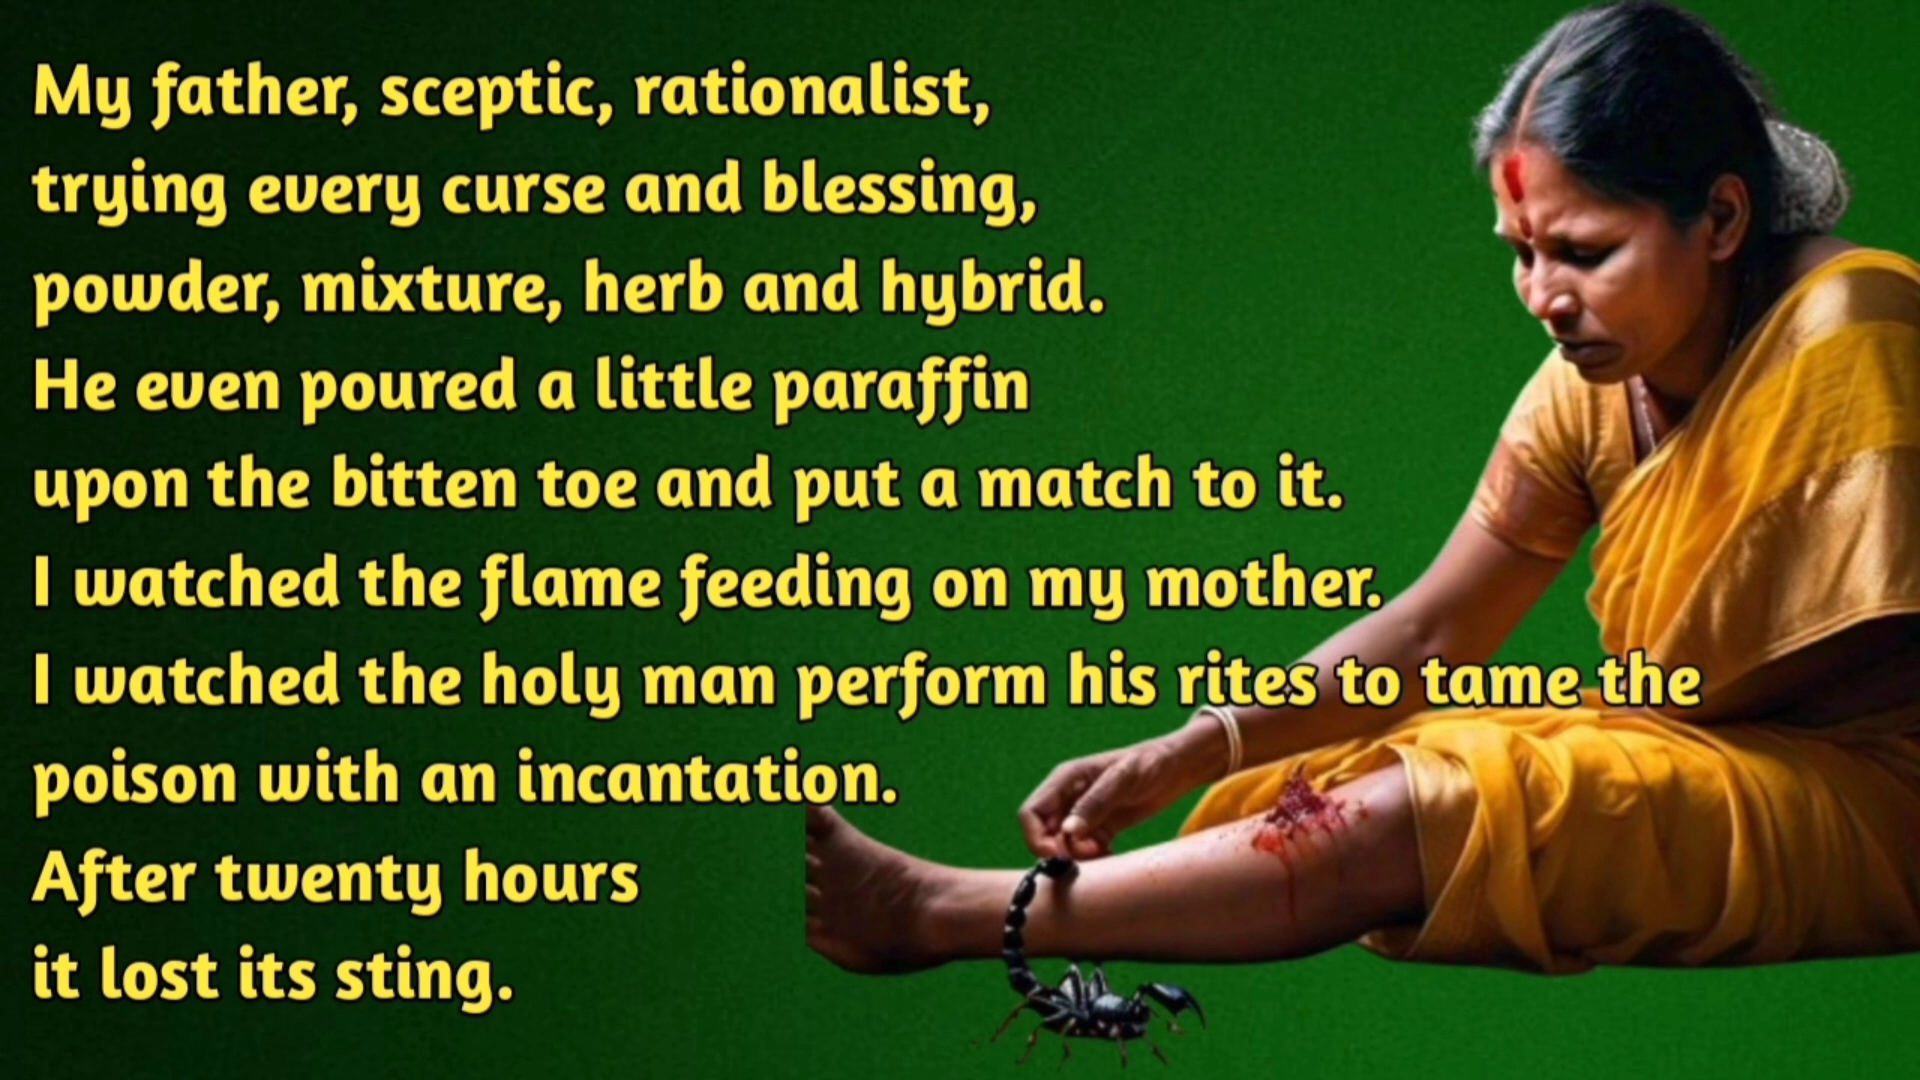 My father, sceptic, rationalist,
trying every curse and blessing,
powder, mixture, herb and hybrid.
He even poured a little paraffin
upon the bitten toe and put a match to it.
I watched the flame feeding on my mother.
I watched the holy man perform his rites to tame the
poison with an incantation.
After twenty hours
it lost its sting.